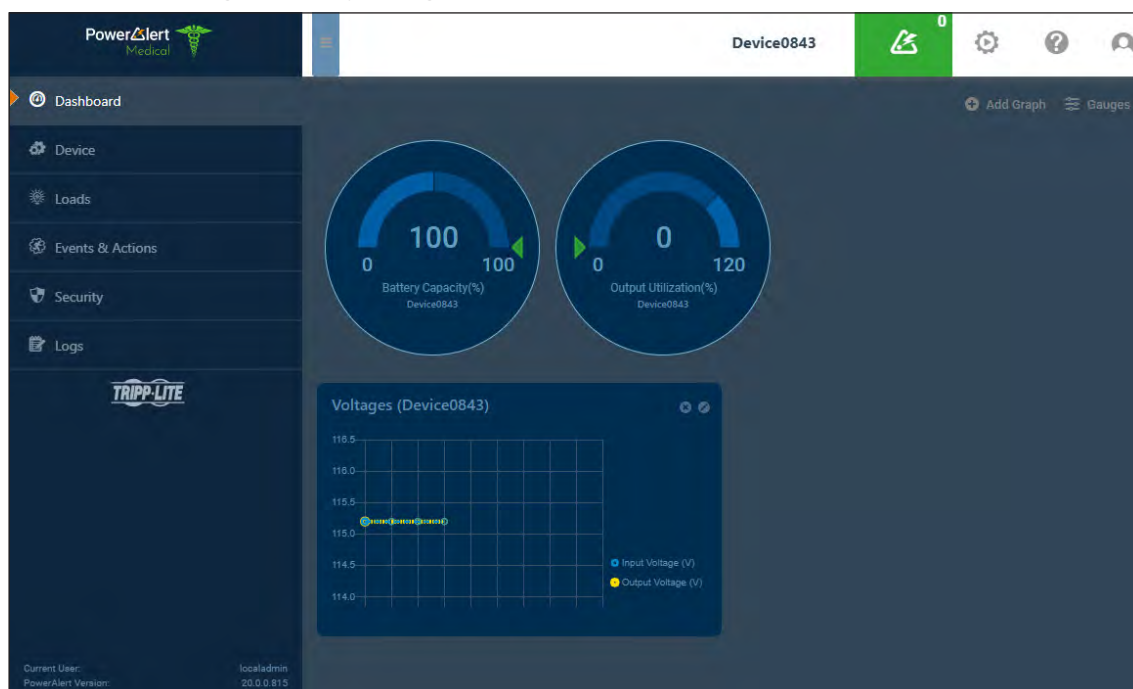 PowerAlert
Medical
Device0843
0
Dashboard
Add Graph
Gauges
Device
Loads
Events & Actions
Security
Logs
TRIPP-LITE
100
0
100
Battery Capacity(%)
Device0843
0
0
120
Output Utilization(%)
Device0843
Voltages (Device0843)
116.5
116.0
115.5
115.0
114.5
114.0
Input Voltage (V)
Output Voltage (V)
Current User:
localadmin
PowerAlert Version:
20.0.0.815